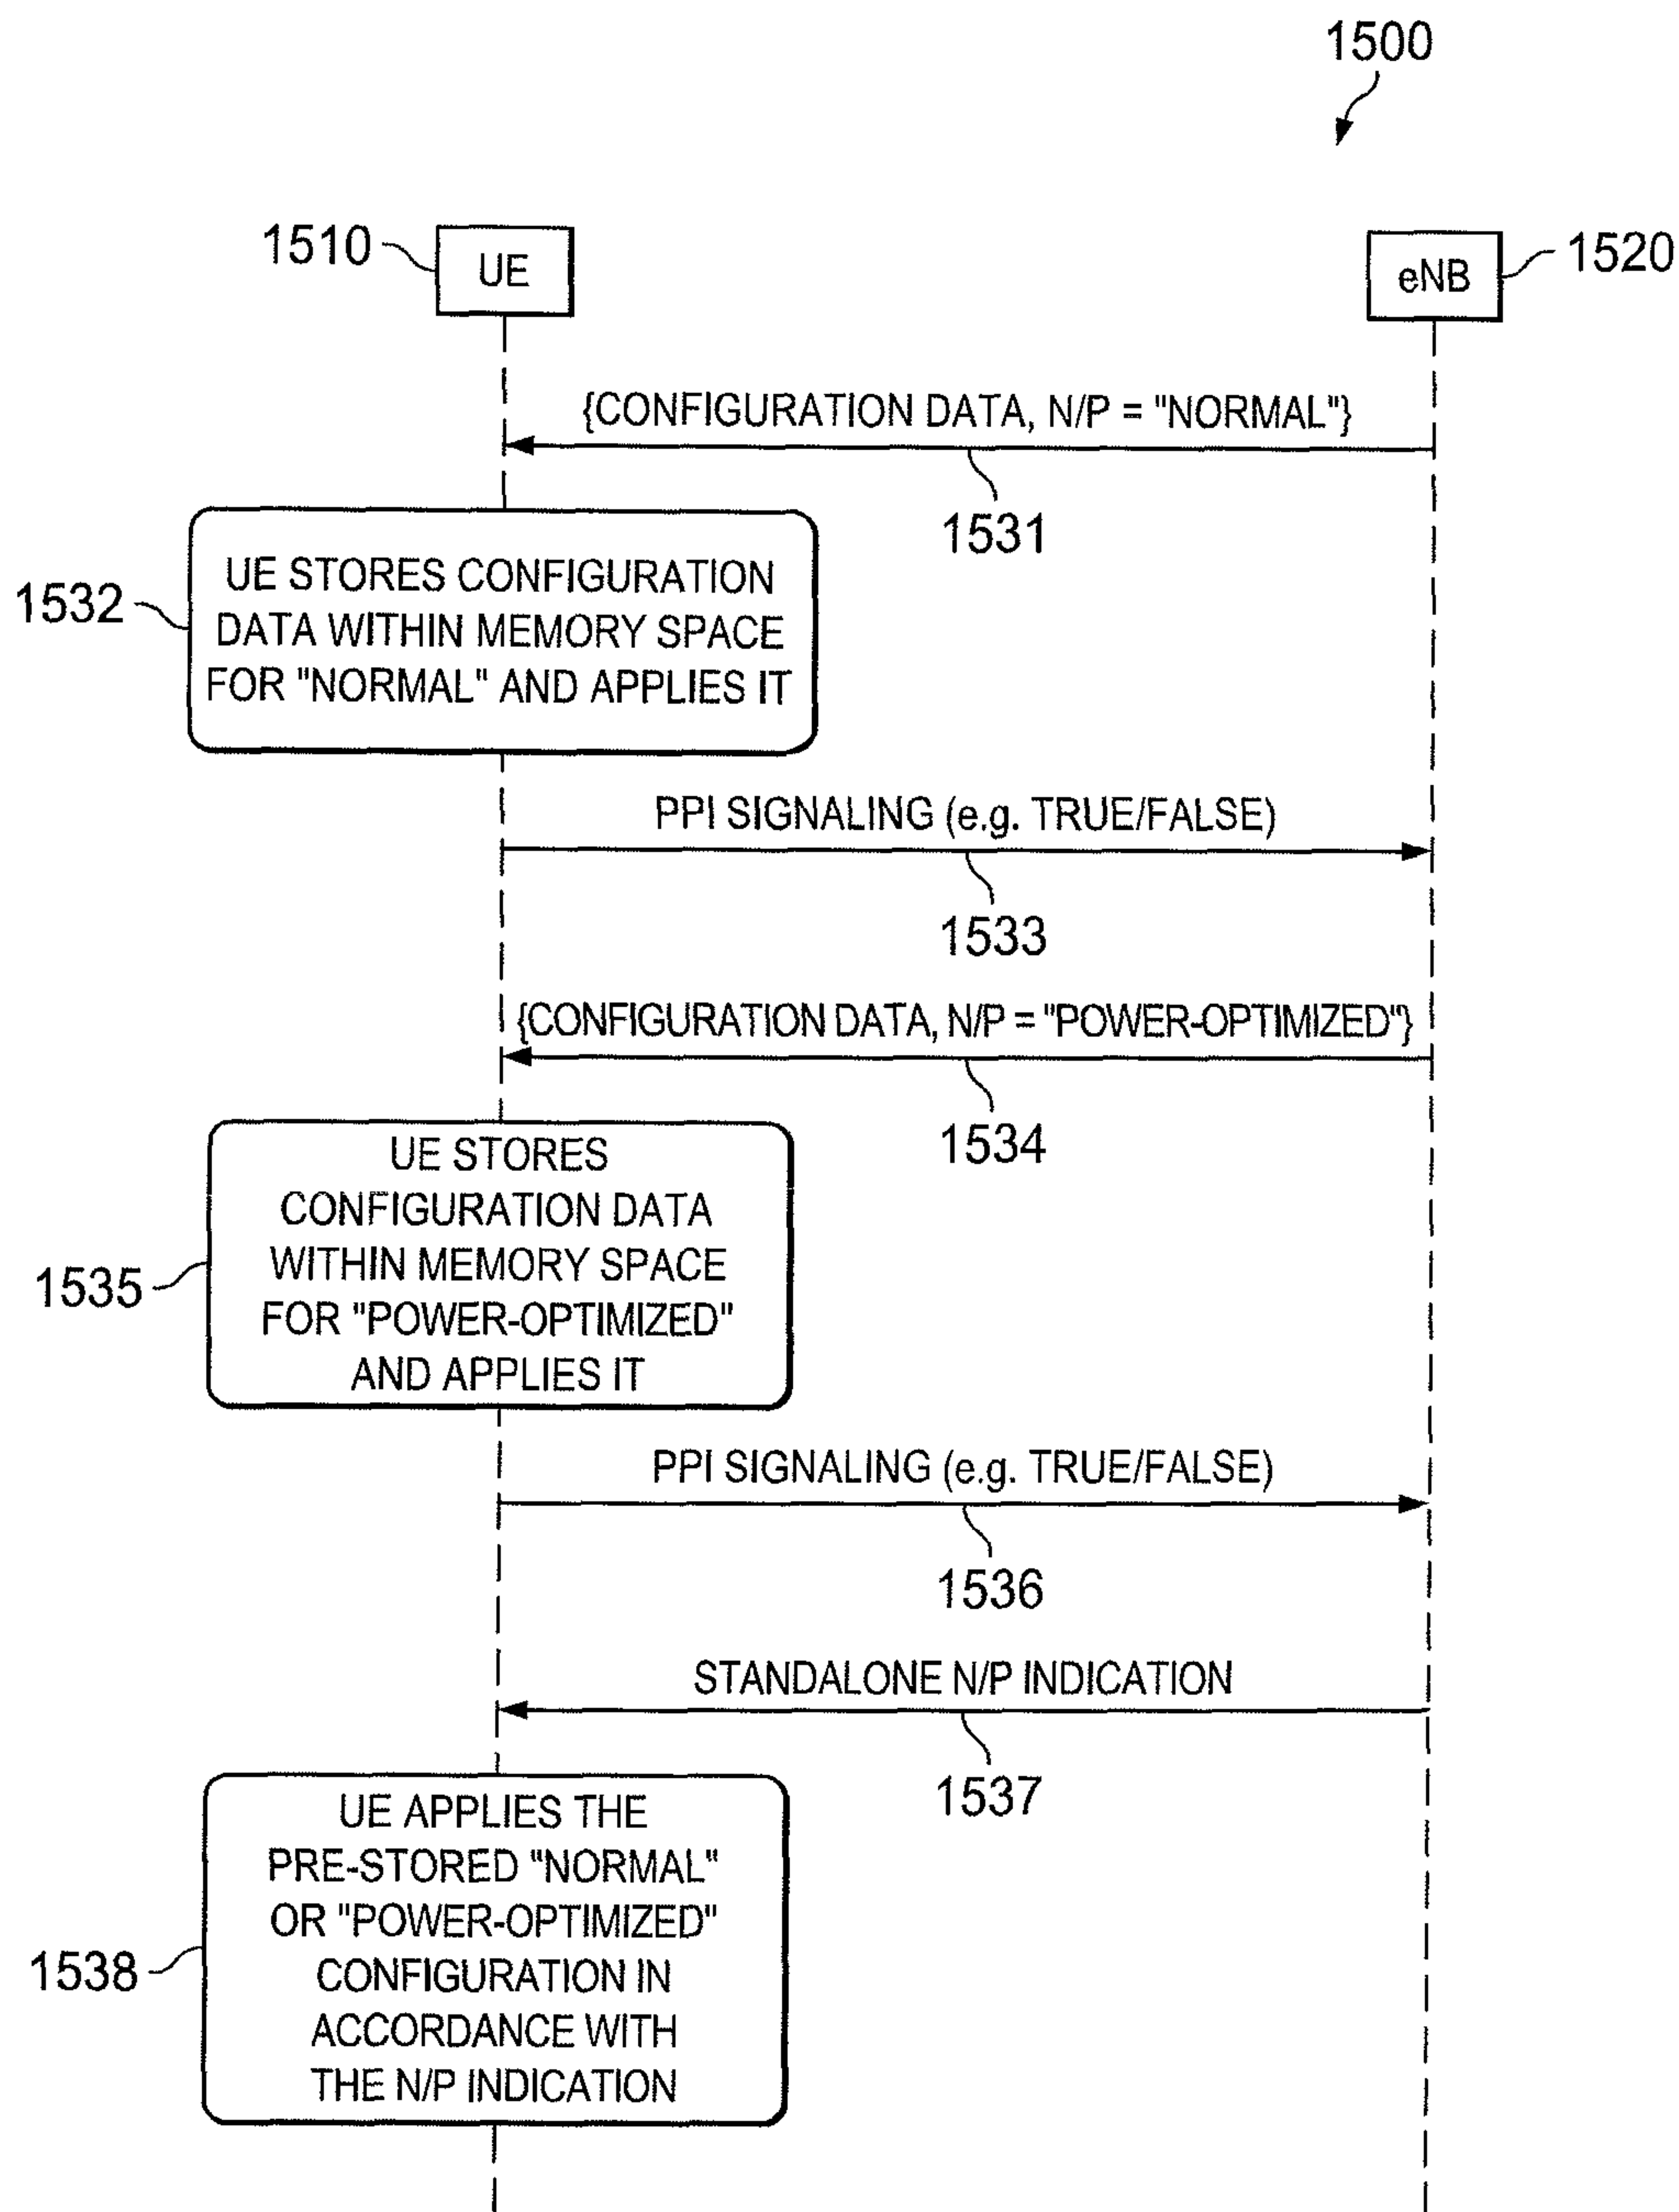 1500
1510
UE
eNB
1520
{CONFIGURATION DATA, N/P = "NORMAL"}
1531
1532
UE STORES CONFIGURATION
DATA WITHIN MEMORY SPACE
FOR "NORMAL" AND APPLIES IT
PPI SIGNALING (e.g. TRUE/FALSE)
1533
{CONFIGURATION DATA, N/P = "POWER-OPTIMIZED"}
1534
1535
UE STORES
CONFIGURATION DATA
WITHIN MEMORY SPACE
FOR "POWER-OPTIMIZED"
AND APPLIES IT
PPI SIGNALING (e.g. TRUE/FALSE)
1536
STANDALONE N/P INDICATION
1537
1538
UE APPLIES THE
PRE-STORED "NORMAL"
OR "POWER-OPTIMIZED"
CONFIGURATION IN
ACCORDANCE WITH
THE N/P INDICATION